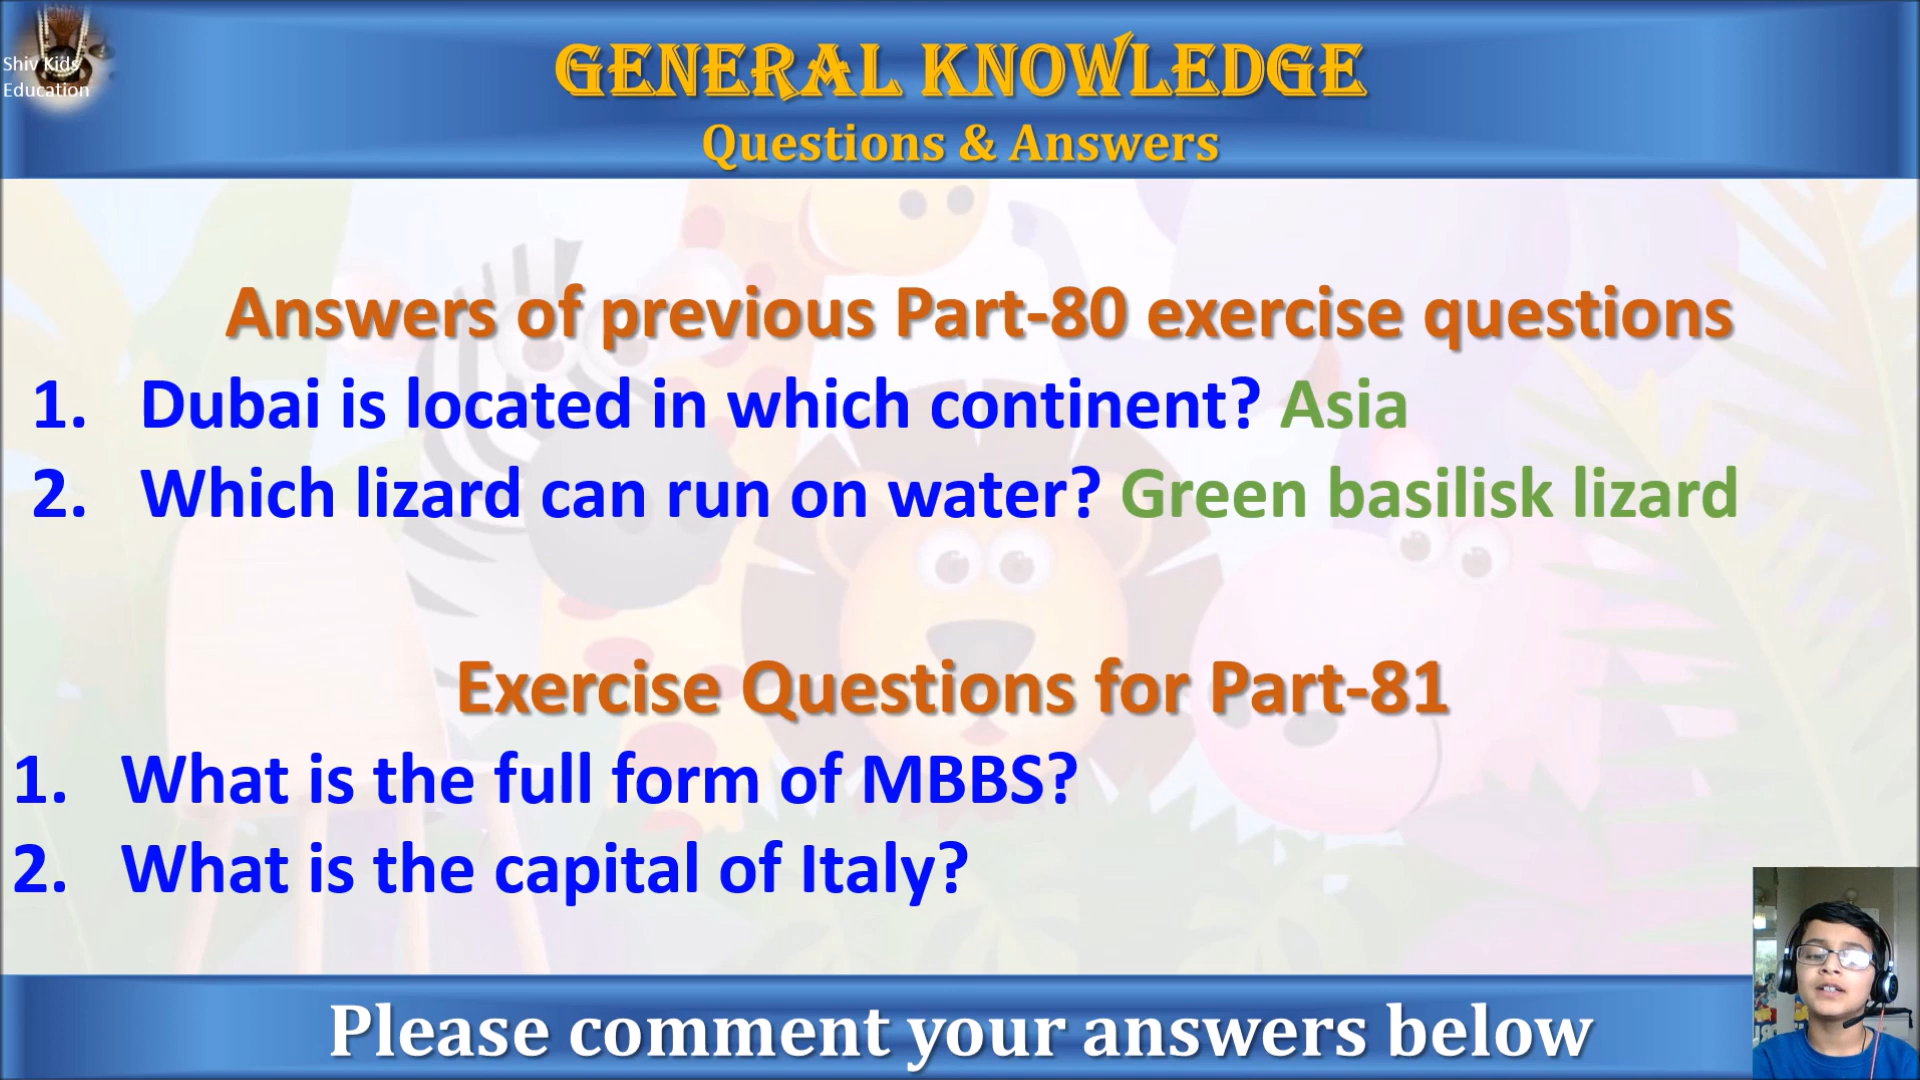 Shiv Kids
Education
GENERAL KNOWLEDGE
Questions & Answers
Answers of previous Part-80 exercise questions
1. Dubai is located in which continent? Asia
2. Which lizard can run on water? Green basilisk lizard
Exercise Questions for Part-81
1. What is the full form of MBBS?
2. What is the capital of Italy?
Please comment your answers below